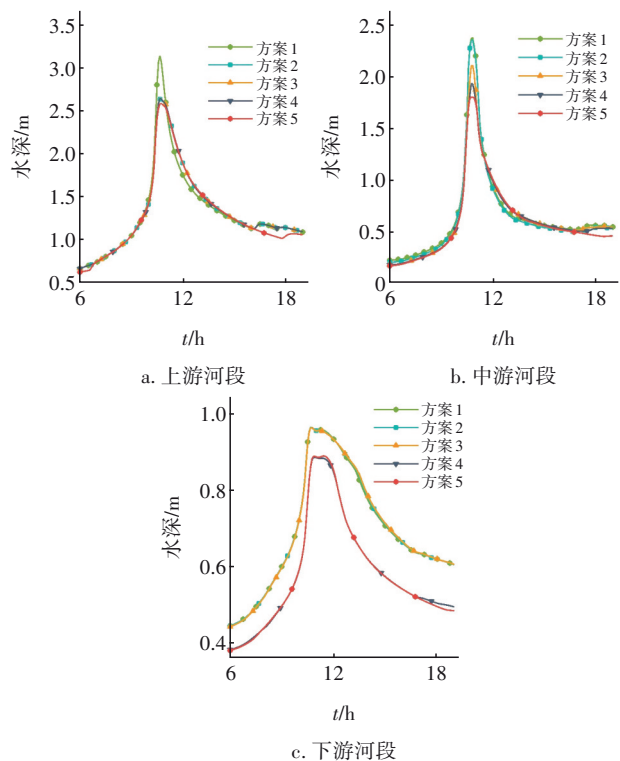 3.5
3.0
2.5
2.0
1.5
1.0
0.5
水深/m
6
12
18
t/h
方案1
方案2
方案3
方案4
方案5
a. 上游河段
2.5
2.0
1.5
1.0
0.5
0
水深/m
6
12
18
t/h
方案1
方案2
方案3
方案4
方案5
b. 中游河段
1.0
0.8
0.6
0.4
水深/m
6
12
18
t/h
方案1
方案2
方案3
方案4
方案5
c. 下游河段